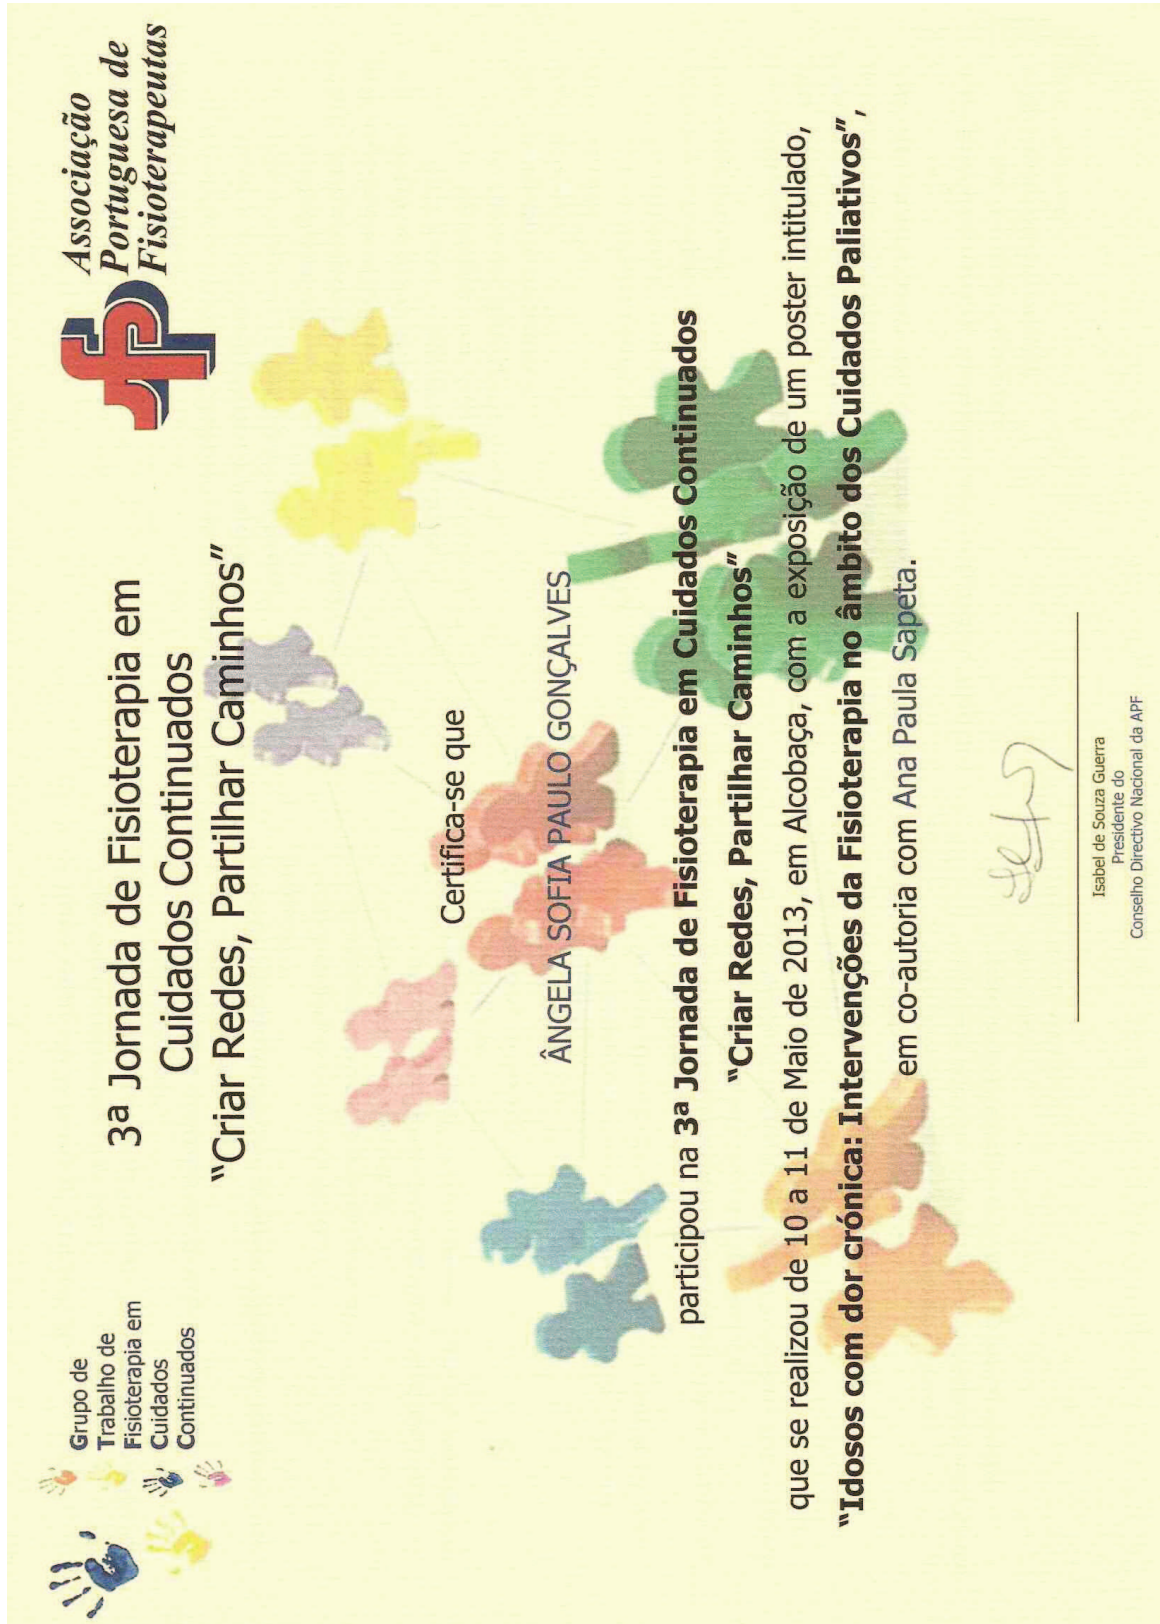 Grupo de
Trabalho de
Fisioterapia em
Cuidados
Continuados
Associação
Portuguesa de
Fisioterapeutas
3ª Jornada de Fisioterapia em
Cuidados Continuados
“Criar Redes, Partilhar Caminhos”
Certifica-se que
ÂNGELA SOFIA PAULO GONÇALVES
participou na 3ª Jornada de Fisioterapia em Cuidados Continuados
“Criar Redes, Partilhar Caminhos”
que se realizou de 10 a 11 de Maio de 2013, em Alcobaça, com a exposição de um poster intitulado,
“Idosos com dor crónica: Intervenções da Fisioterapia no âmbito dos Cuidados Paliativos”,
em co-autoria com Ana Paula Sapeta.
Isabel de Souza Guerra
Presidente do
Conselho Directivo Nacional da APF